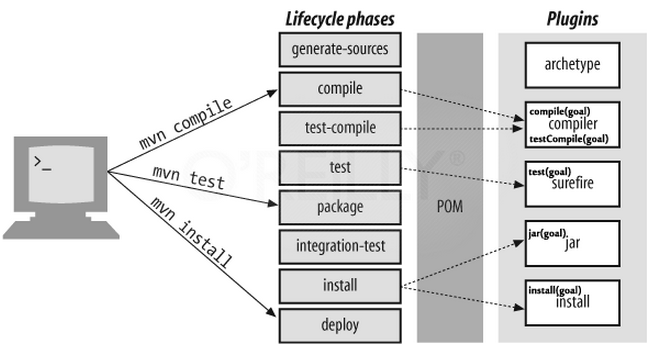 Lifecycle phases
Plugins
generate-sources
compile
test-compile
test
package
integration-test
install
deploy
mvn compile
mvn test
mvn install
>_
POM
archetype
compile(goal)
compiler
testCompile(goal)
test(goal)
surefire
jar(goal)
jar
install(goal)
install
O'REILLY®